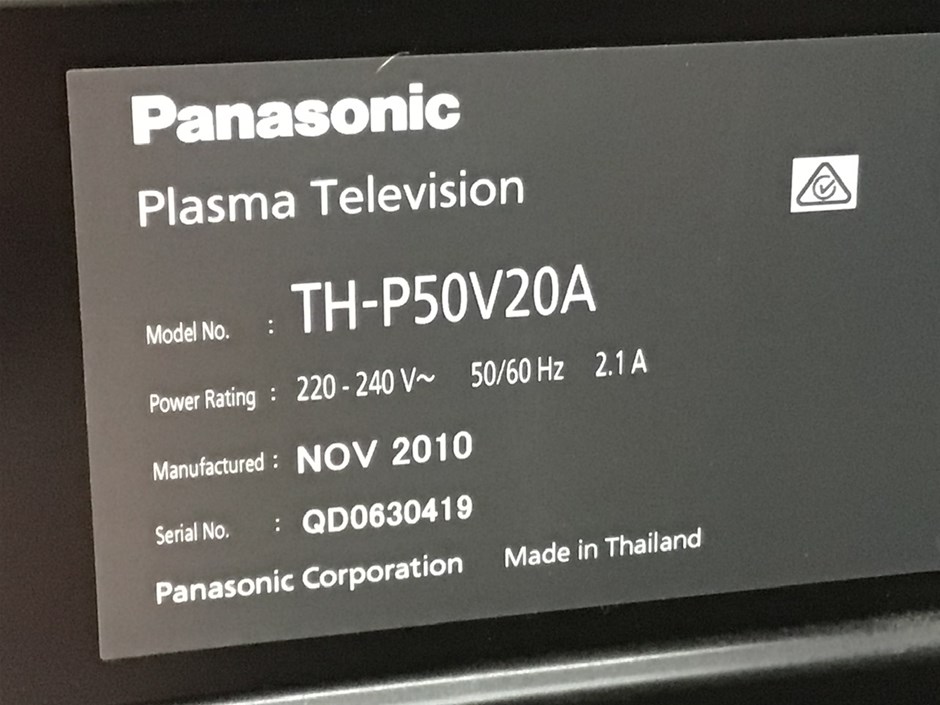 Panasonic
Plasma Television
Model No. : TH-P50V20A
Power Rating : 220 - 240 V~ 50/60 Hz 2.1 A
Manufactured : NOV 2010
Serial No. : QD0630419
Panasonic Corporation Made in Thailand